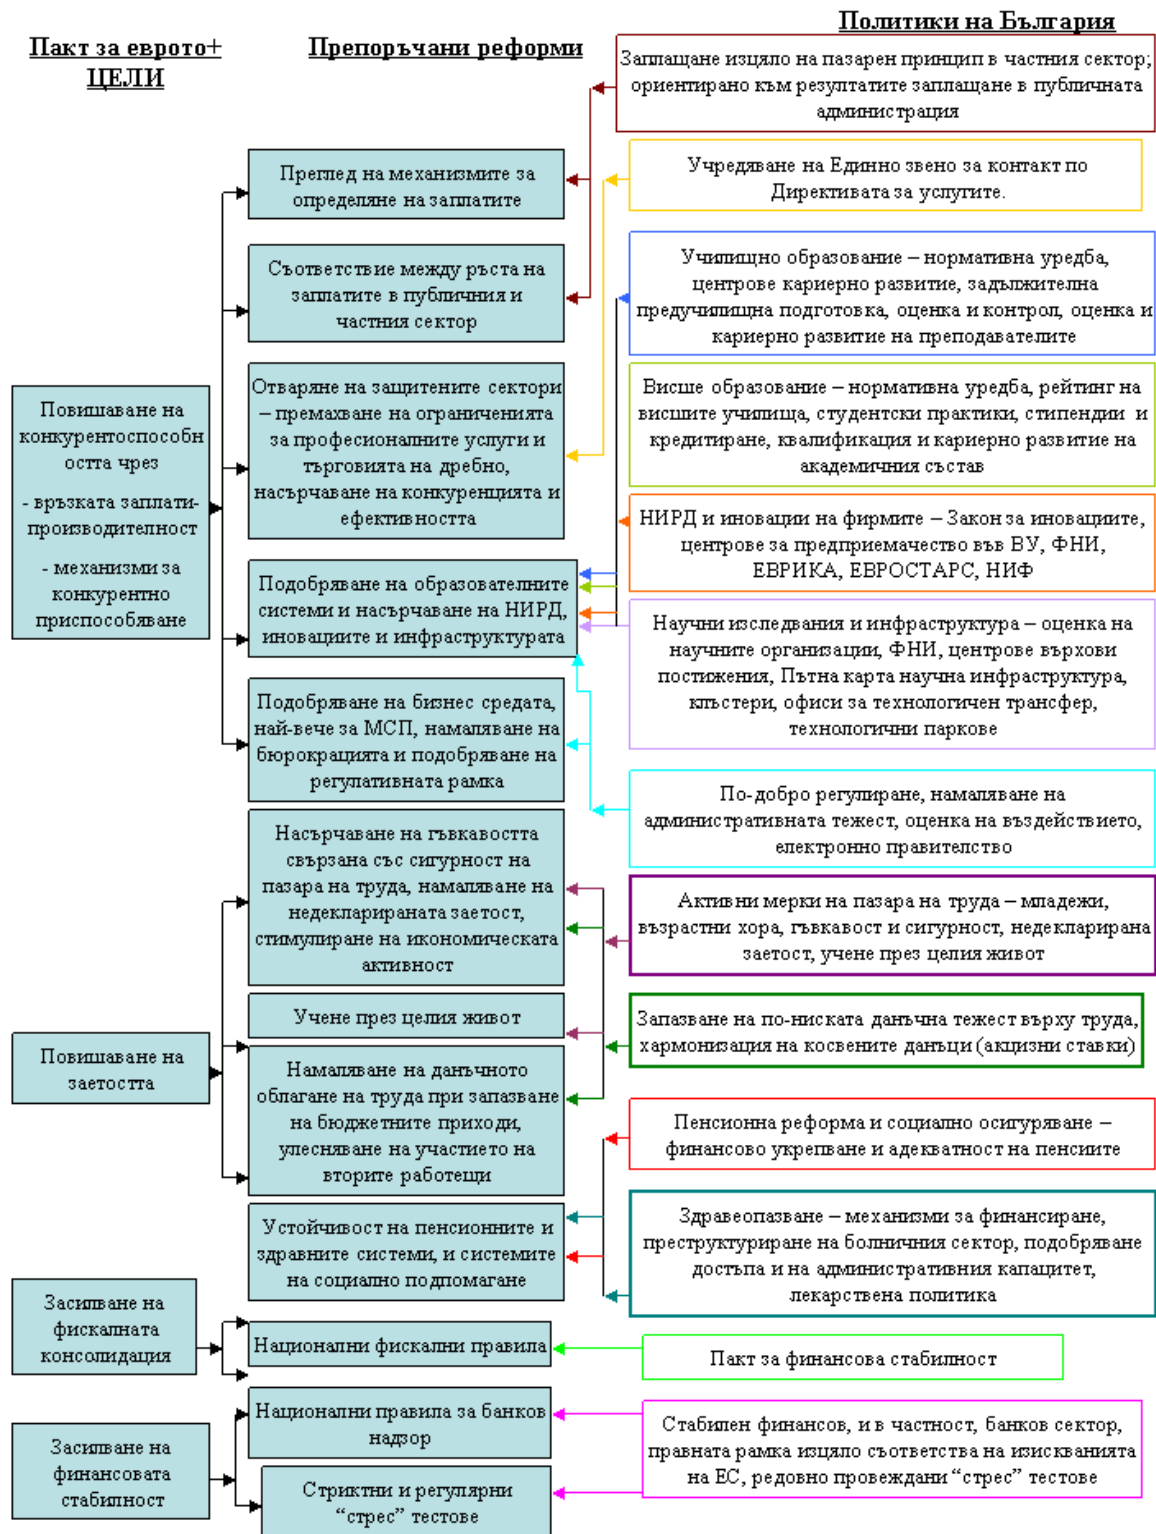 Пакт за еврото+
ЦЕЛИ
Препоръчани реформи
Политики на България
Повишаване на
конкурентоспособн
остта чрез
- връзката заплати-
производителност
- механизми за
конкурентно
приспособяване
Повишаване на
заетостта
Засилване на
фискалната
консолидация
Засилване на
финансовата
стабилност
Преглед на механизмите за
определяне на заплатите
Съответствие между ръста на
заплатите в публичния и
частния сектор
Отваряне на защитените сектори
– премахване на ограниченията
за професионалните услуги и
търговията на дребно,
насърчаване на конкуренцията и
ефективността
Подобряване на образователните
системи и насърчаване на НИРД,
иновациите и инфраструктурата
Подобряване на бизнес средата,
най-вече за МСП, намаляване на
бюрокрацията и подобряване на
регулативната рамка
Насърчаване на гъвкавостта
свързана със сигурност на
пазара на труда, намаляване на
недекларираната заетост,
стимулиране на икономическата
активност
Учене през целия живот
Намаляване на данъчното
облагане на труда при запазване
на бюджетните приходи,
улесняване на участието на
вторите работещи
Устойчивост на пенсионните и
здравните системи, и системите
на социално подпомагане
Национални фискални правила
Национални правила за банков
надзор
Стриктни и регулярни
“стрес” тестове
Заплащане изцяло на пазарен принцип в частния сектор;
ориентирано към резултатите заплащане в публичната
администрация
Учредяване на Единно звено за контакт по
Директивата за услугите.
Училищно образование – нормативна уредба,
центрове кариерно развитие, задължителна
предучилищна подготовка, оценка и контрол, оценка и
кариерно развитие на преподавателите
Висше образование – нормативна уредба, рейтинг на
висшите училища, студентски практики, стипендии и
кредитиране, квалификация и кариерно развитие на
академичния състав
НИРД и иновации на фирмите – Закон за иновациите,
центрове за предприемачество във ВУ, ФНИ,
ЕВРИКА, ЕВРОСТАРС, НИФ
Научни изследвания и инфраструктура – оценка на
научните организации, ФНИ, центрове върхови
постижения, Пътна карта научна инфраструктура,
клъстери, офиси за технологичен трансфер,
технологични паркове
По-добро регулиране, намаляване на
административната тежест, оценка на въздействието,
електронно правителство
Активни мерки на пазара на труда – младежи,
възрастни хора, гъвкавост и сигурност, недекларирана
заетост, учене през целия живот
Запазване на по-ниската данъчна тежест върху труда,
хармонизация на косвените данъци (акцизни ставки)
Пенсионна реформа и социално осигуряване –
финансово укрепване и адекватност на пенсиите
Здравеопазване – механизми за финансиране,
преструктуриране на болничния сектор, подобряване
достъпа и на административния капацитет,
лекарствена политика
Пакт за финансова стабилност
Стабилен финансов, и в частност, банков сектор,
правната рамка изцяло съответства на изискванията
на ЕС, редовно провеждани “стрес” тестове